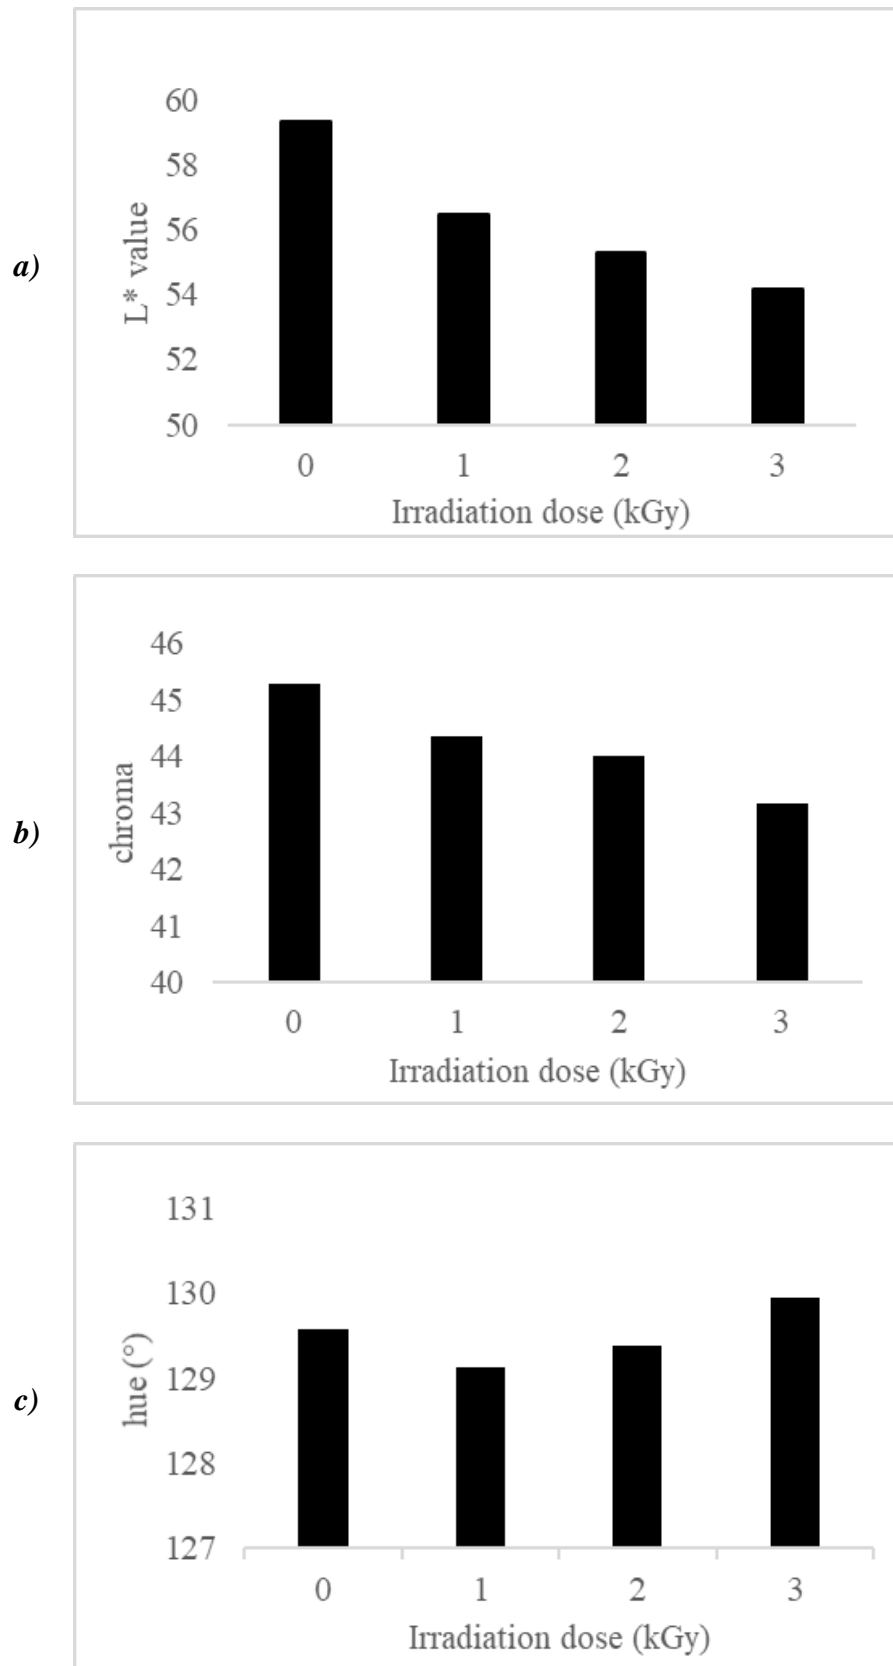 a)
L* value
60
58
56
54
52
50
0 1 2 3
Irradiation dose (kGy)
b)
chroma
46
45
44
43
42
41
40
0 1 2 3
Irradiation dose (kGy)
c)
hue (°)
131
130
129
128
127
0 1 2 3
Irradiation dose (kGy)